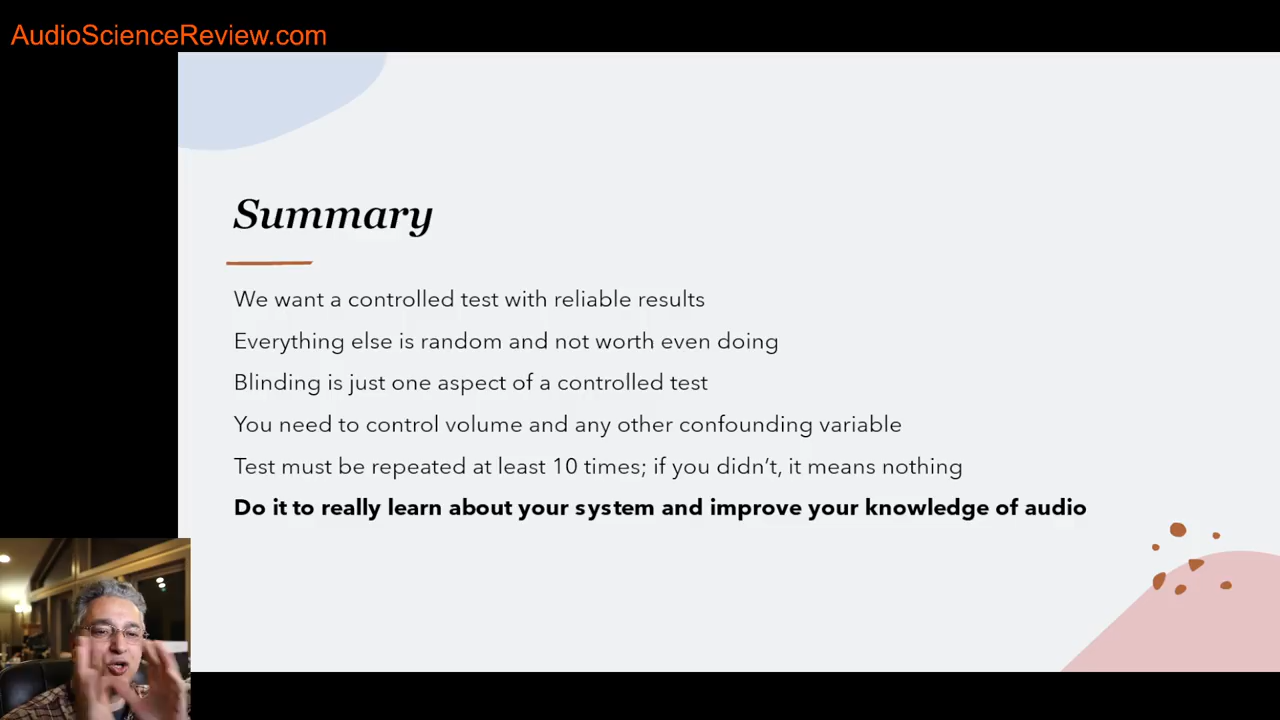 AudioScienceReview.com
Summary
We want a controlled test with reliable results
Everything else is random and not worth even doing
Blinding is just one aspect of a controlled test
You need to control volume and any other confounding variable
Test must be repeated at least 10 times; if you didn’t, it means nothing
Do it to really learn about your system and improve your knowledge of audio